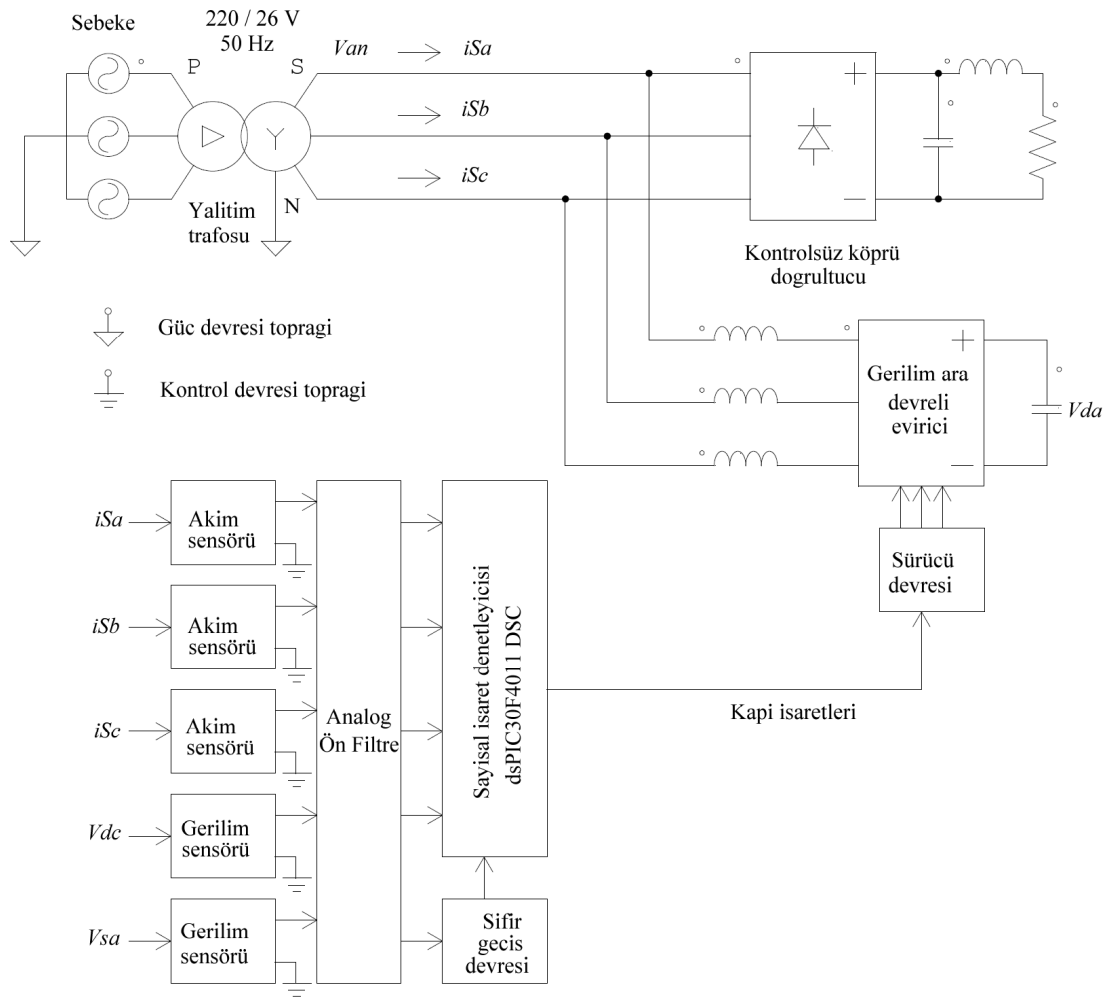 Sebeke
220 / 26 V
50 Hz
Van
iSa
P
S
iSb
iSc
N
Yalitim
trafosu
Kontrolsüz köprü
dogrultucu
Güc devresi topragi
Kontrol devresi topragi
Gerilim ara
devreli
evirici
Vda
Sürücü
devresi
iSa
Akim
sensörü
iSb
Akim
sensörü
iSc
Akim
sensörü
Vdc
Gerilim
sensörü
Vsa
Gerilim
sensörü
Analog
Ön Filtre
Sayisal isaret denetleyicisi
dsPIC30F4011 DSC
Sifir
gecis
devresi
Kapi isaretleri